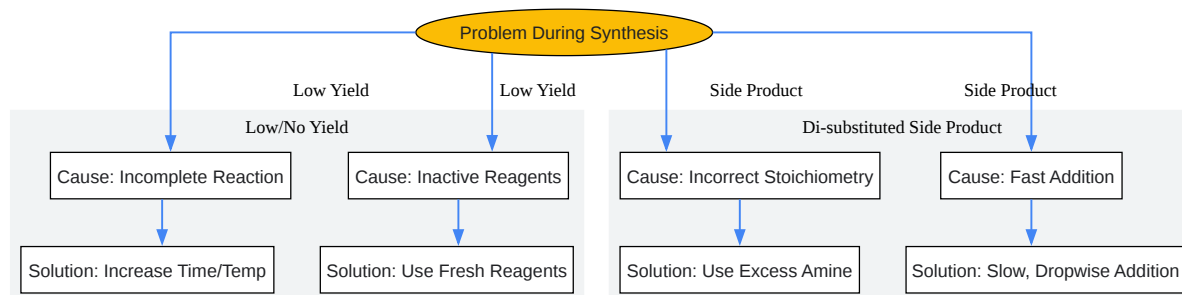 Problem During Synthesis
Low Yield
Low Yield
Side Product
Side Product
Low/No Yield
Di-substituted Side Product
Cause: Incomplete Reaction
Cause: Inactive Reagents
Cause: Incorrect Stoichiometry
Cause: Fast Addition
Solution: Increase Time/Temp
Solution: Use Fresh Reagents
Solution: Use Excess Amine
Solution: Slow, Dropwise Addition